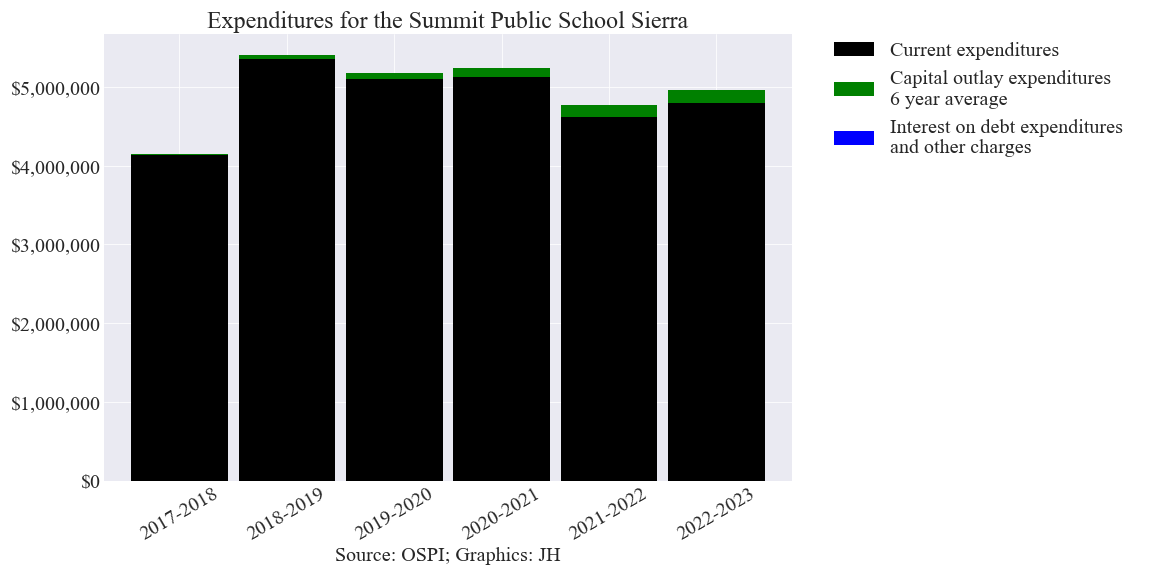 Expenditures for the Summit Public School Sierra
Current expenditures
Capital outlay expenditures
6 year average
Interest on debt expenditures
and other charges
$5,000,000
$4,000,000
$3,000,000
$2,000,000
$1,000,000
$0
2017-2018
2018-2019
2019-2020
2020-2021
2021-2022
2022-2023
Source: OSPI; Graphics: JH